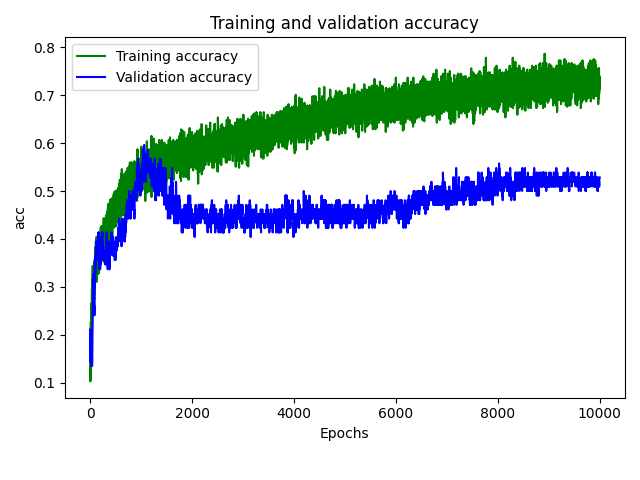 Training and validation accuracy
Training accuracy
Validation accuracy
0.8
0.7
0.6
0.5
0.4
0.3
0.2
0.1
acc
0 2000 4000 6000 8000 10000
Epochs